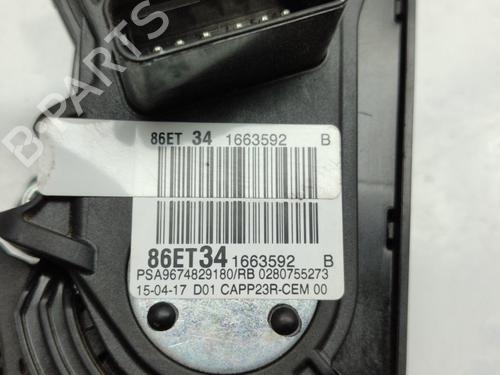 B-PARTS
86ET 34 1663592 B
86ET34 1663592 B
PSA9674829180/RB 0280755273
15-04-17 D01 CAPP23R-CEM 00